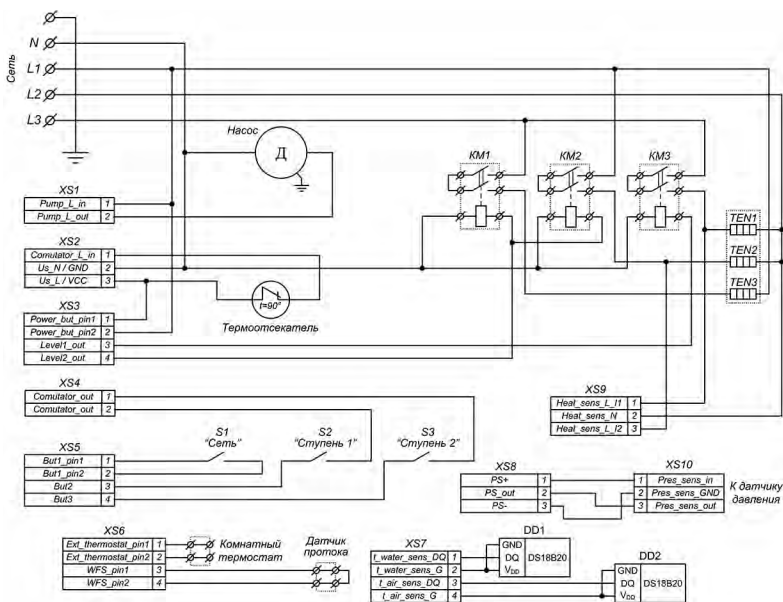 Сеть
N
L1
L2
L3
Насос
Д
KM1
KM2
KM3
XS1
Pump_L_in 1
Pump_L_out 2
XS2
Comutator_L_in 1
Us_N / GND 2
Us_L / VCC 3
t=90°
Термоотсекатель
TEN1
TEN2
TEN3
XS3
Power_but_pin1 1
Power_but_pin2 2
Level1_out 3
Level2_out 4
XS4
Comutator_out 1
Comutator_out 2
XS9
Heat_sens_L_I1 1
Heat_sens_N 2
Heat_sens_L_I2 3
S1
"Сеть"
S2
"Ступень 1"
S3
"Ступень 2"
XS5
But1_pin1 1
But1_pin2 2
But2 3
But3 4
XS8
PS+ 1
PS_out 2
PS- 3
XS10
1 Pres_sens_in
2 Pres_sens_GND
3 Pres_sens_out
К датчику
давления
XS6
Ext_thermostat_pin1 1
Ext_thermostat_pin2 2
WFS_pin1 3
WFS_pin2 4
Комнатный
термостат
Датчик
протока
XS7
t_water_sens_DQ 1
t_water_sens_G 2
t_air_sens_DQ 3
t_air_sens_G 4
DD1
GND
DQ DS18B20
VDD
DD2
GND
DQ DS18B20
VDD